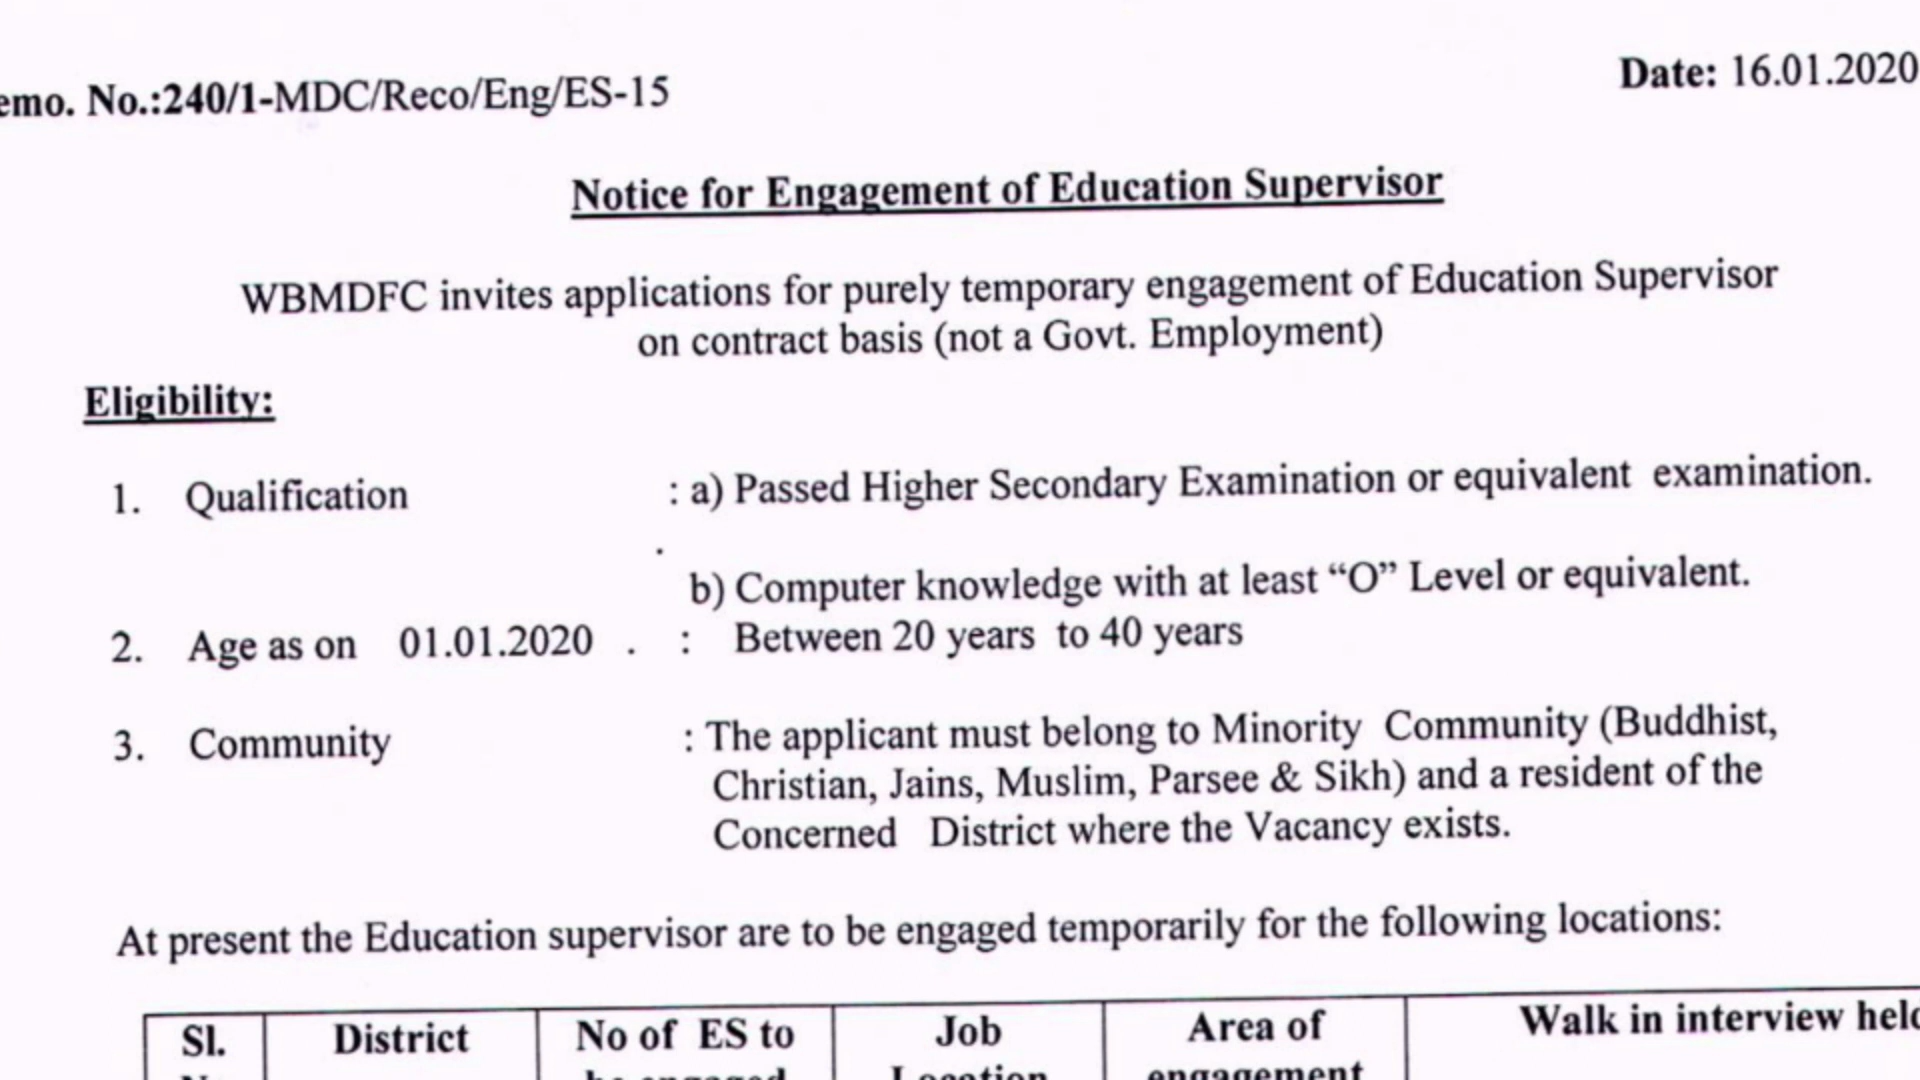 emo. No.:240/1-MDC/Reco/Eng/ES-15 Date: 16.01.2020
Notice for Engagement of Education Supervisor
WBMDFC invites applications for purely temporary engagement of Education Supervisor
on contract basis (not a Govt. Employment)
Eligibility:
1. Qualification : a) Passed Higher Secondary Examination or equivalent examination.
b) Computer knowledge with at least “O” Level or equivalent.
2. Age as on 01.01.2020 . : Between 20 years to 40 years
3. Community : The applicant must belong to Minority Community (Buddhist,
Christian, Jains, Muslim, Parsee & Sikh) and a resident of the
Concerned District where the Vacancy exists.
At present the Education supervisor are to be engaged temporarily for the following locations:
Sl. District No of ES to Job Area of Walk in interview held
be engaged Location engagement